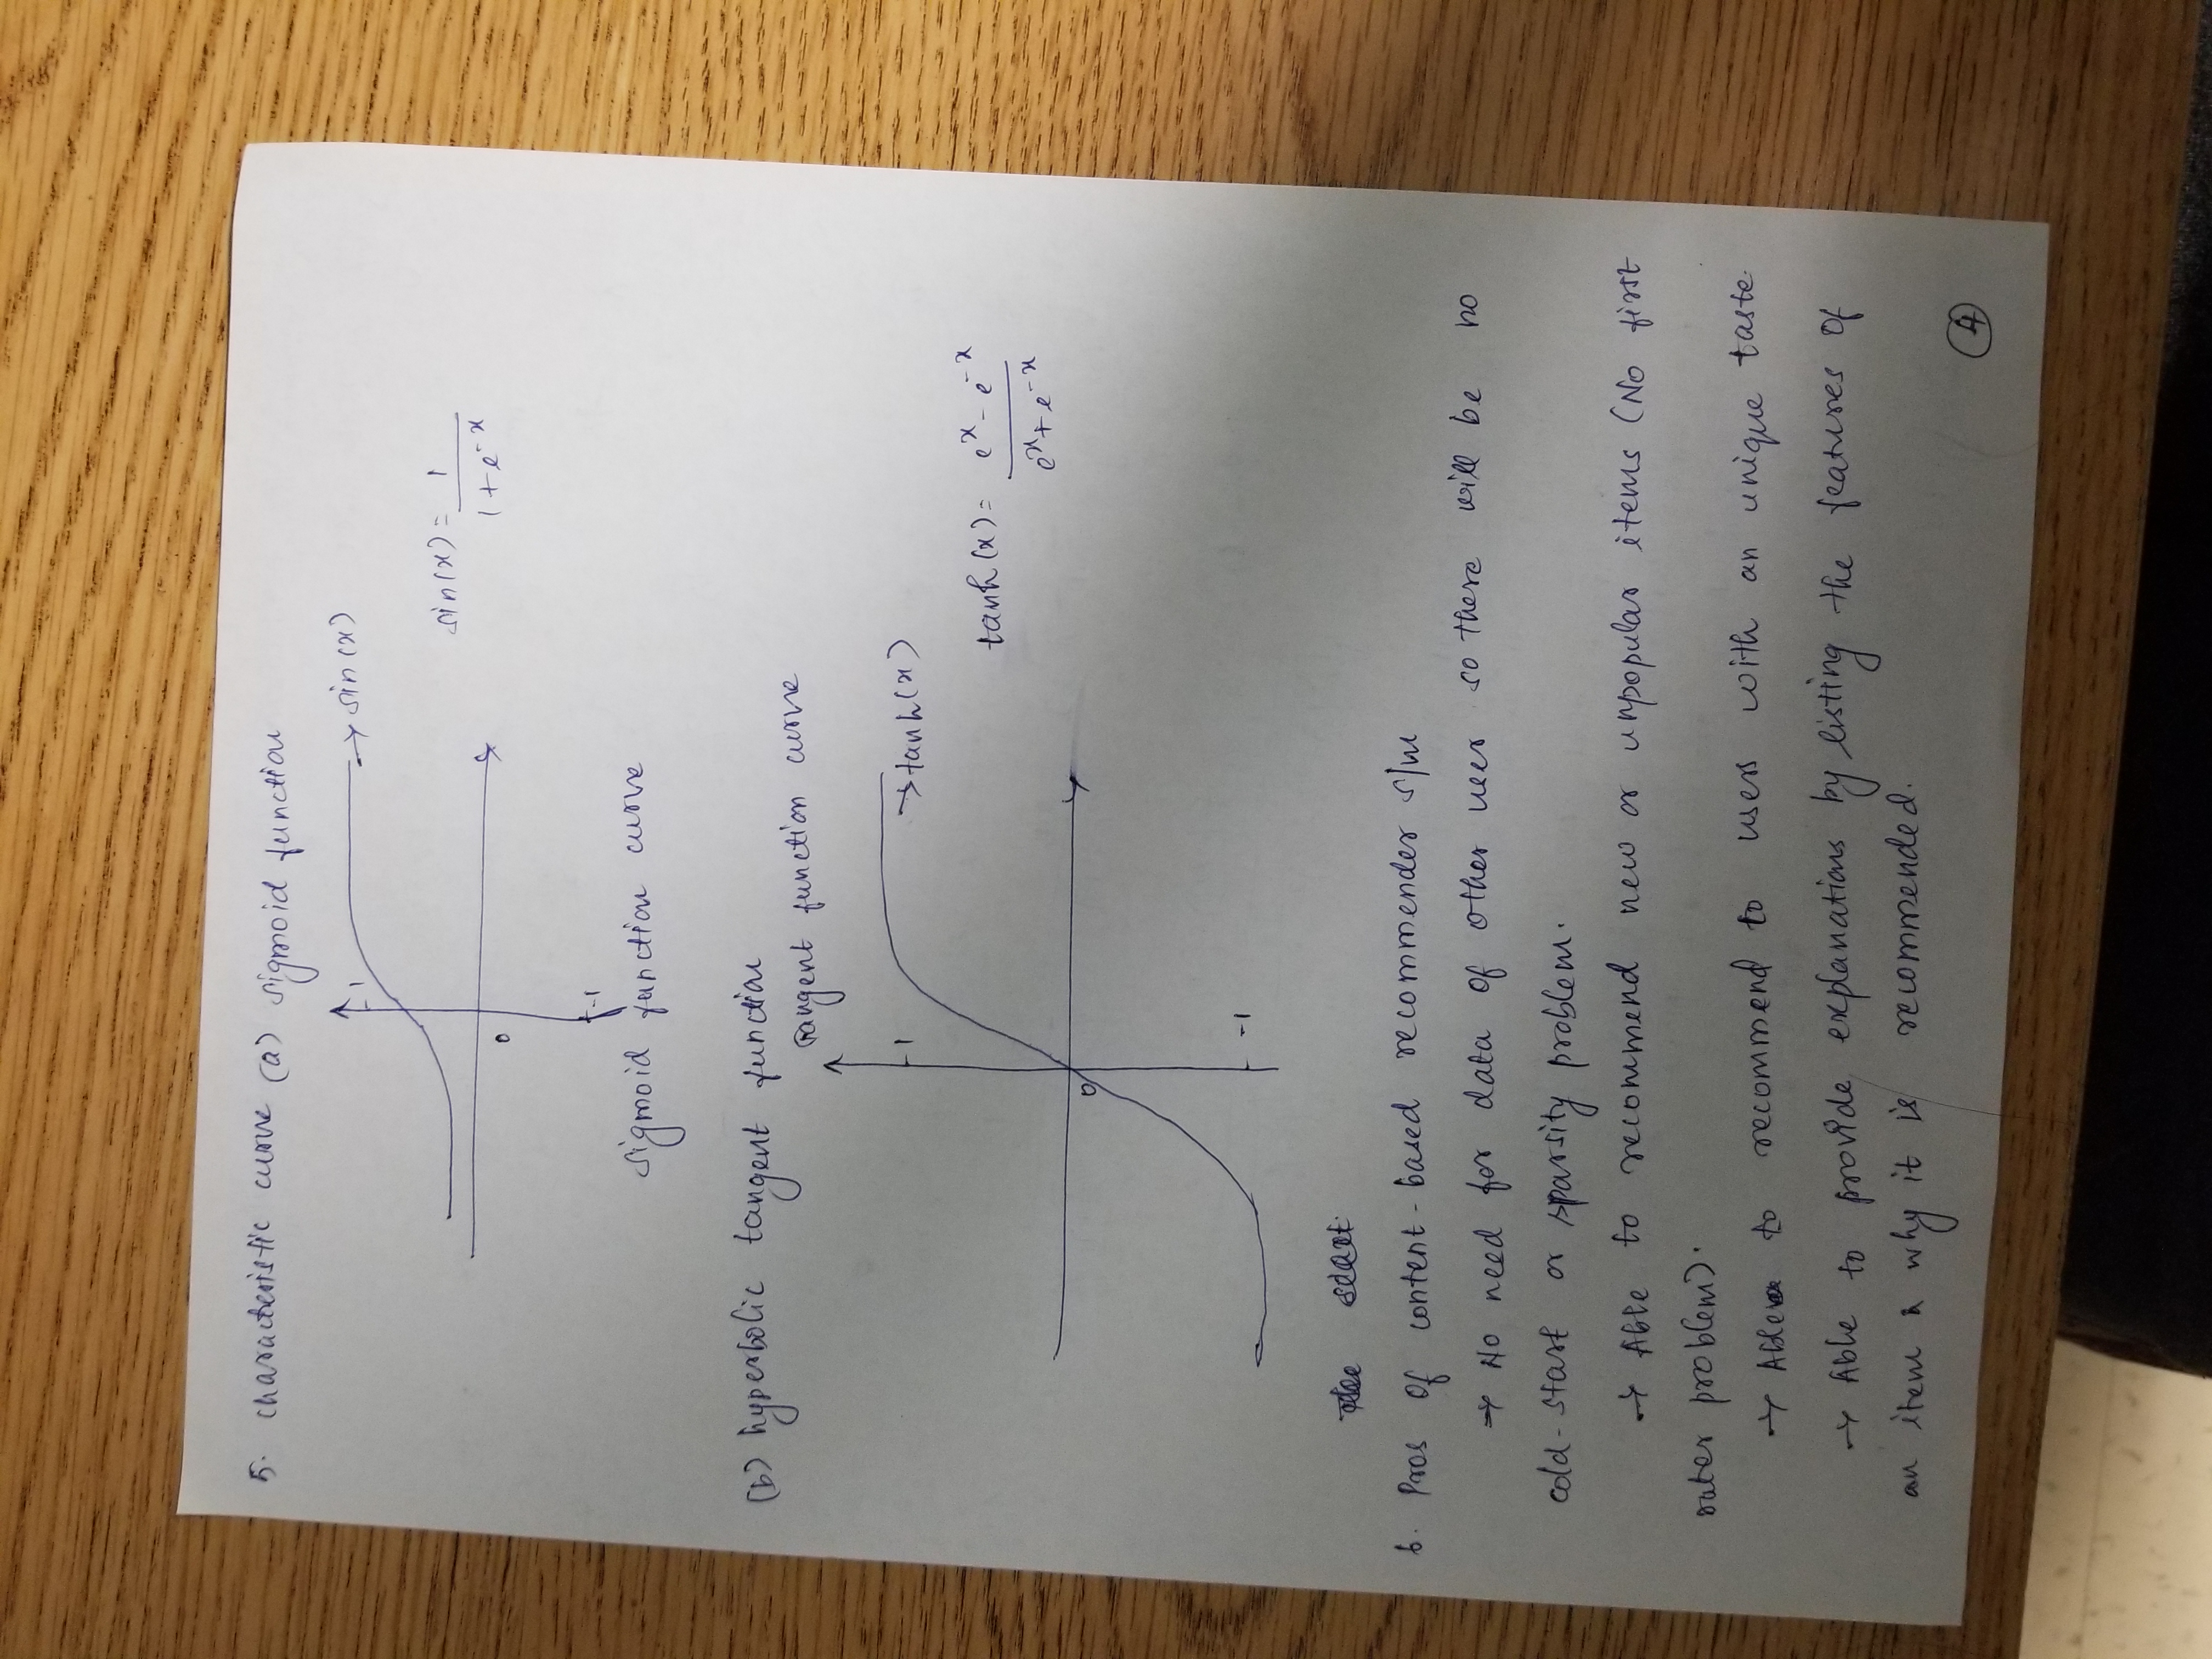 5. characteristic curve (a) sigmoid function
1
→ sin(x)
sin(x) = 1
1 + e^-x
0
-1
sigmoid function curve
(b) hyperbolic tangent function
Tangent function curve
1
→ tanh(x)
tanh(x) = e^x - e^-x
e^x + e^-x
0
-1
6. Pros of content-based recommender s/m
→ No need for data of other user so there will be no
cold-start or sparsity problem.
→ Able to recommend new or unpopular items (No first
rater problem).
→ Able to recommend to users with an unique taste.
→ Able to provide explanations by listing the features of
an item & why it is recommended.
4